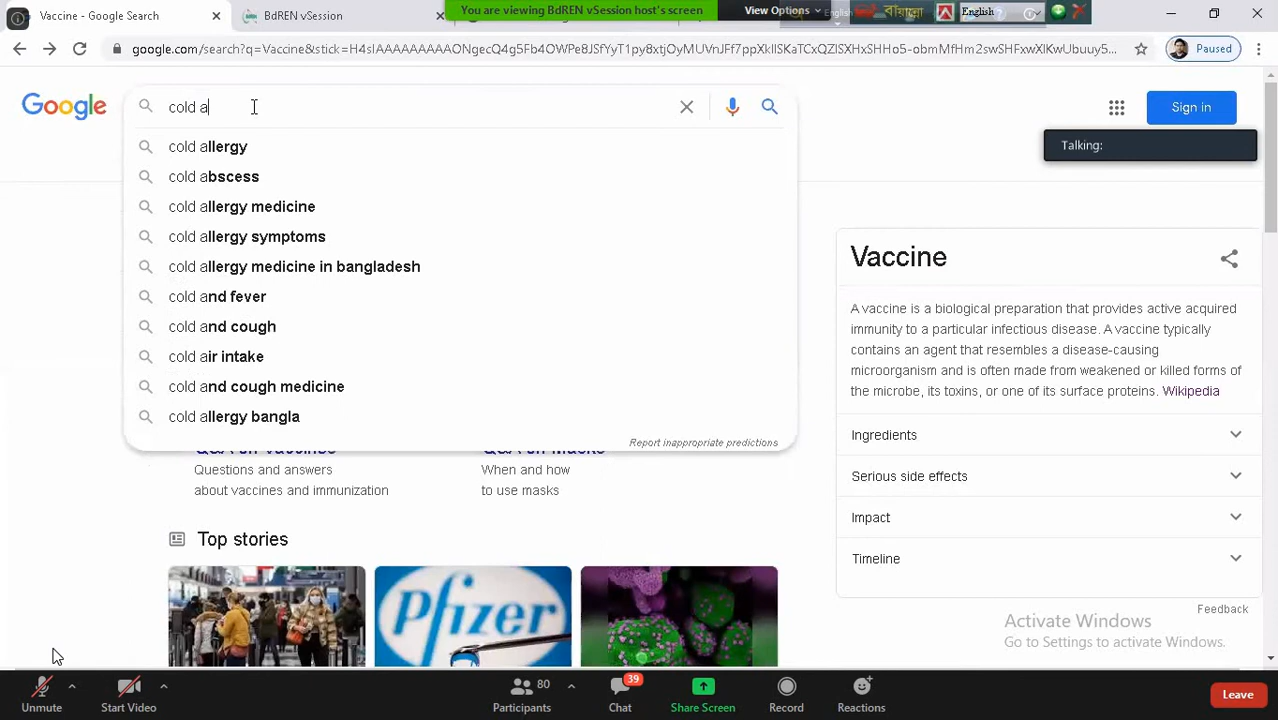 Vaccine - Google Search
BdREN vSession
You are viewing BdREN vSession host's screen
View Options
English
English
google.com/search?q=Vaccine&stick=H4sIAAAAAAAAONgecQ4g5Fb4OWPe8JSfYyT1py8xtjOyMUVnJFf7ppXkllSKaTCxQZlSXHxSHHo5-obmMfHm2swSHFxwXlKwUbuuy5...
Paused
Google
cold a
Sign in
Talking:
cold allergy
cold abscess
cold allergy medicine
cold allergy symptoms
cold allergy medicine in bangladesh
cold and fever
cold and cough
cold air intake
cold and cough medicine
cold allergy bangla
Report inappropriate predictions
Vaccine
A vaccine is a biological preparation that provides active acquired
immunity to a particular infectious disease. A vaccine typically
contains an agent that resembles a disease-causing
microorganism and is often made from weakened or killed forms of
the microbe, its toxins, or one of its surface proteins. Wikipedia
Ingredients
Serious side effects
Impact
Timeline
Feedback
Q&A on vaccines
Questions and answers
about vaccines and immunization
Q&A on masks
When and how
to use masks
Top stories
Pfizer
Activate Windows
Go to Settings to activate Windows.
Unmute
Start Video
80
Participants
39
Chat
Share Screen
Record
Reactions
Leave